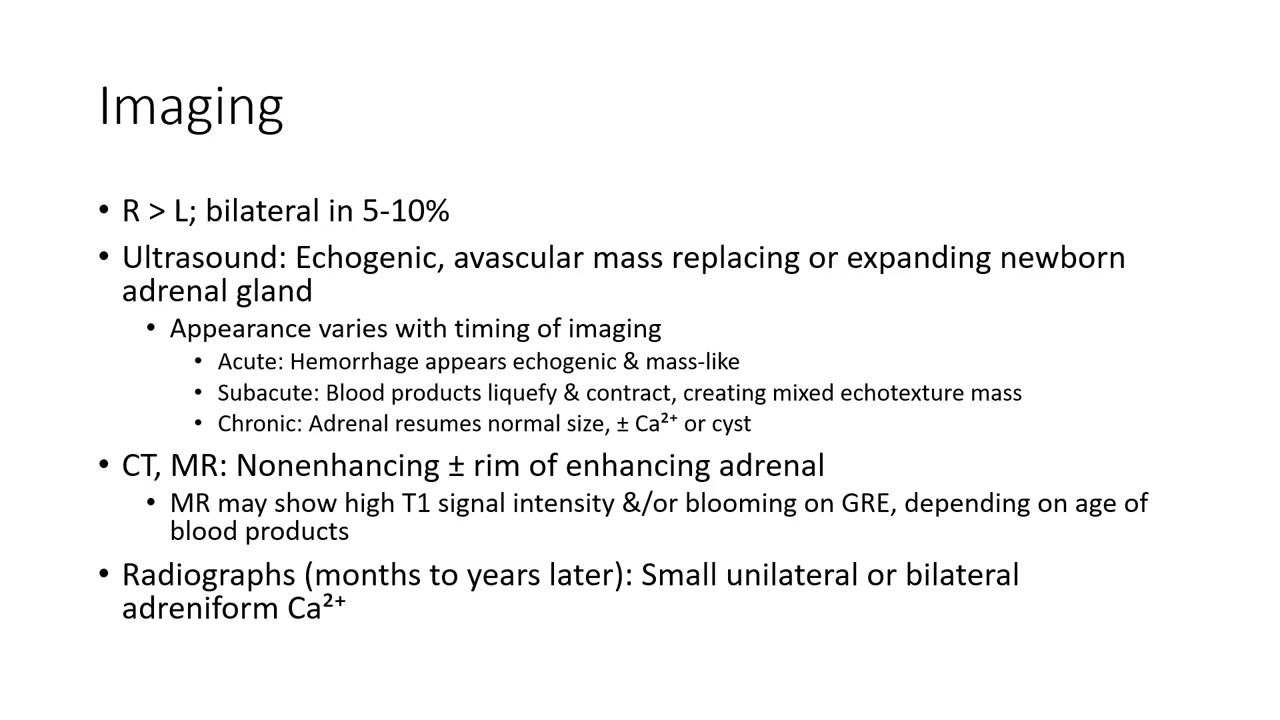 Imaging
• R > L; bilateral in 5-10%
• Ultrasound: Echogenic, avascular mass replacing or expanding newborn
adrenal gland
• Appearance varies with timing of imaging
• Acute: Hemorrhage appears echogenic & mass-like
• Subacute: Blood products liquefy & contract, creating mixed echotexture mass
• Chronic: Adrenal resumes normal size, ± Ca²⁺ or cyst
• CT, MR: Nonenhancing ± rim of enhancing adrenal
• MR may show high T1 signal intensity &/or blooming on GRE, depending on age of
blood products
• Radiographs (months to years later): Small unilateral or bilateral
adreniform Ca²⁺